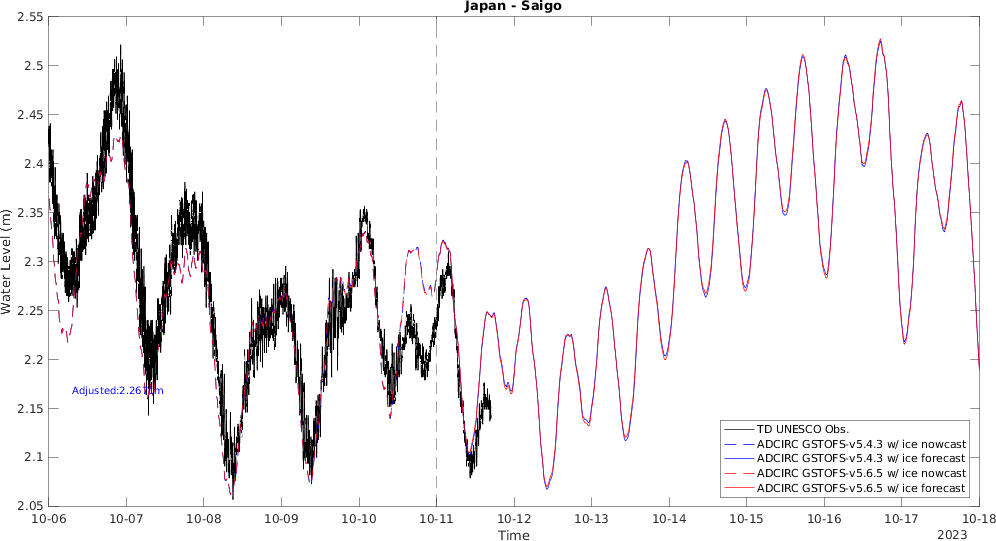 Japan - Saigo
2.55
2.5
2.45
2.4
2.35
2.3
2.25
2.2
2.15
2.1
2.05
Water Level (m)
Adjusted:2.267
TD UNESCO Obs.
ADCIRC GSTOFS-v5.4.3 w/ ice nowcast
ADCIRC GSTOFS-v5.4.3 w/ ice forecast
ADCIRC GSTOFS-v5.6.5 w/ ice nowcast
ADCIRC GSTOFS-v5.6.5 w/ ice forecast
10-06 10-07 10-08 10-09 10-10 10-11 10-12 10-13 10-14 10-15 10-16 10-17 10-18
Time
2023